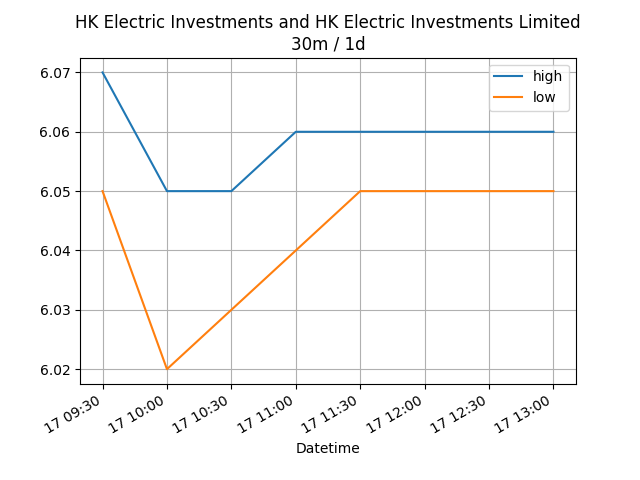 HK Electric Investments and HK Electric Investments Limited
30m / 1d
high
low
6.07
6.06
6.05
6.04
6.03
6.02
17 09:30
17 10:00
17 10:30
17 11:00
17 11:30
17 12:00
17 12:30
17 13:00
Datetime